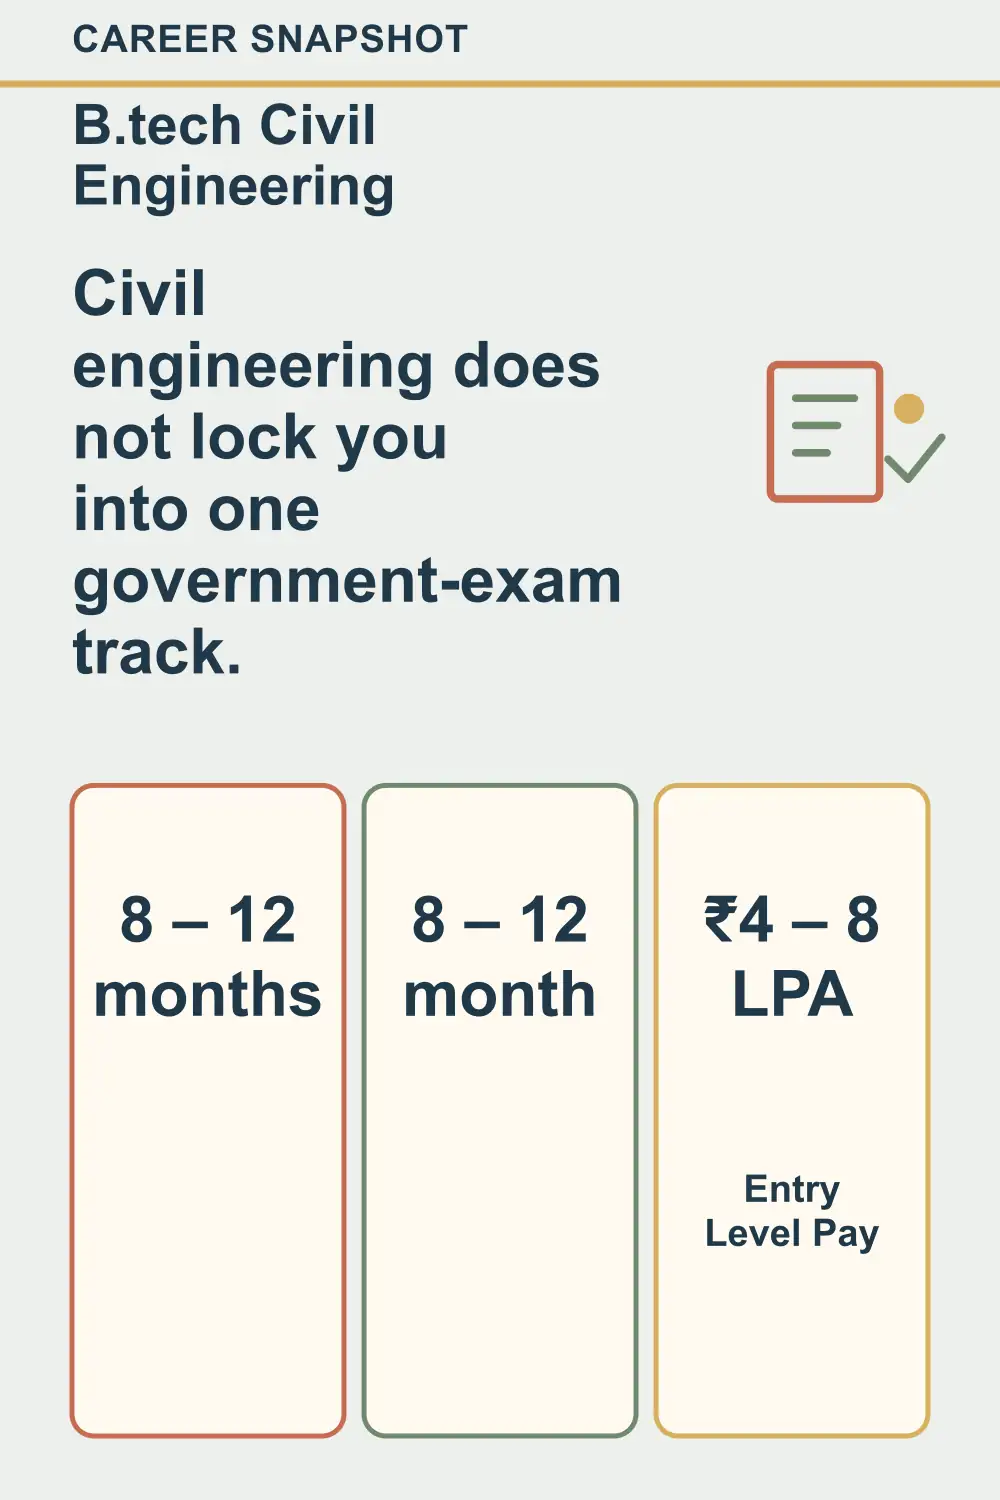 CAREER SNAPSHOT
B.tech Civil
Engineering
Civil
engineering does
not lock you
into one
government-exam
track.
8 – 12
months
8 – 12
month
₹4 – 8
LPA
Entry
Level Pay